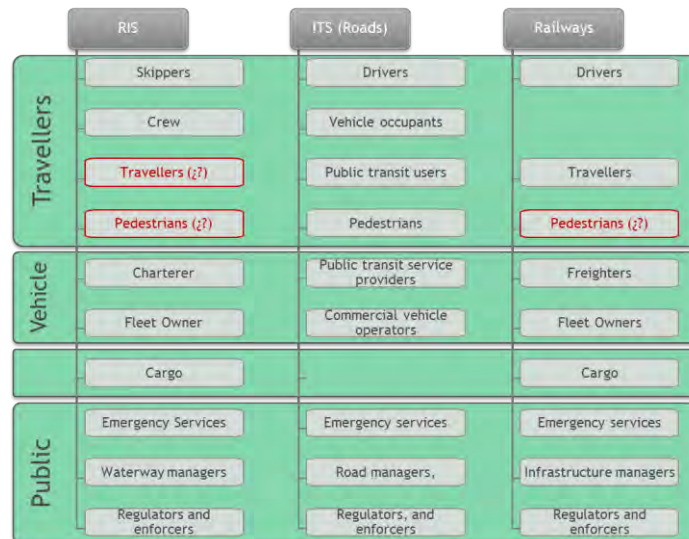 RIS
ITS (Roads)
Railways
Travellers
Skippers
Drivers
Drivers
Crew
Vehicle occupants
Travellers (¿?)
Public transit users
Travellers
Pedestrians (¿?)
Pedestrians
Pedestrians (¿?)
Vehicle
Charterer
Public transit service
providers
Freighters
Fleet Owner
Commercial vehicle
operators
Fleet Owners
Cargo
Cargo
Public
Emergency Services
Emergency services
Emergency services
Waterway managers
Road managers,
Infrastructure managers
Regulators and
enforcers
Regulators, and
enforcers
Regulators and
enforcers